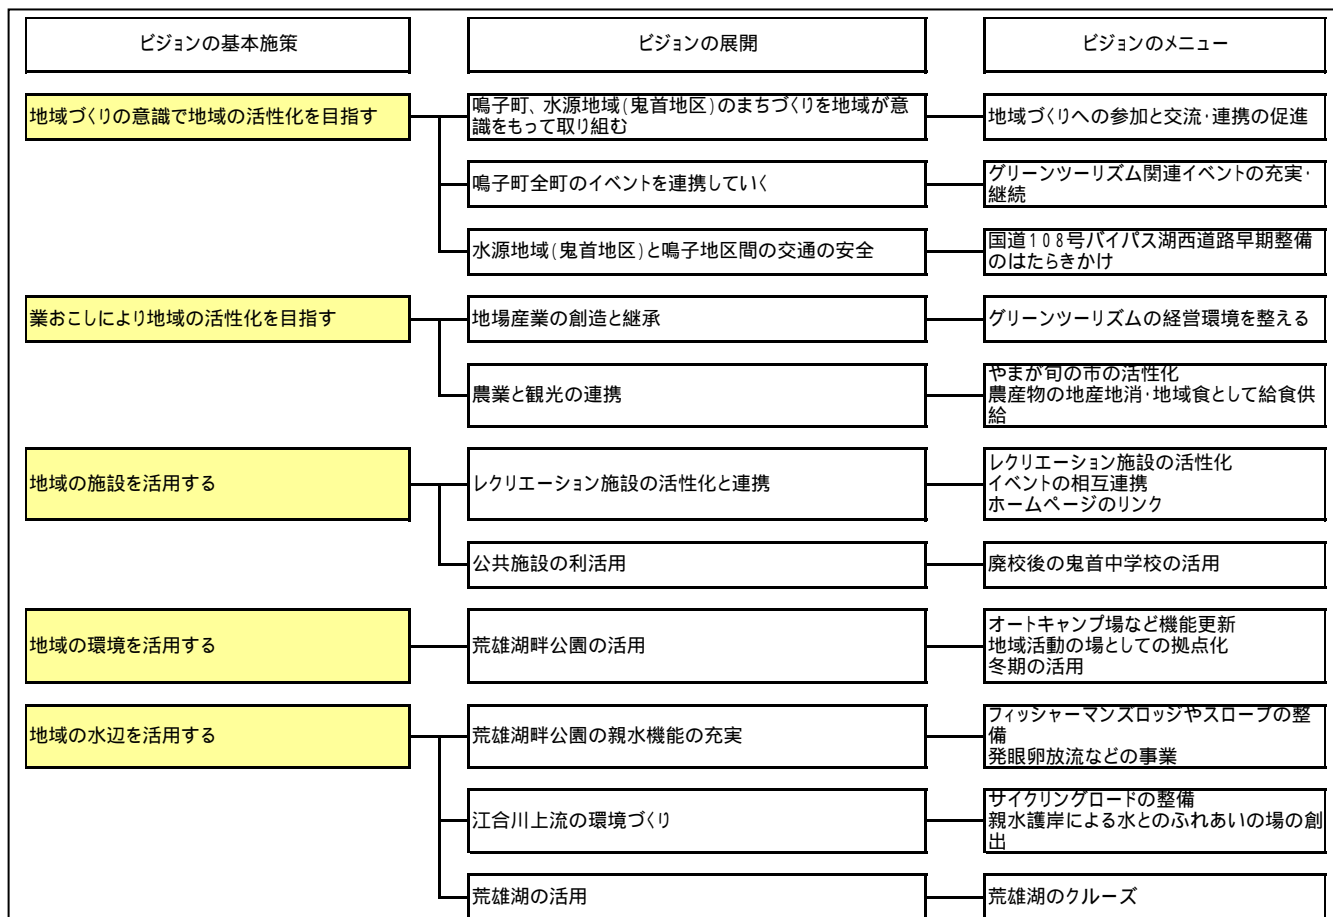 ビジョンの基本施策
ビジョンの展開
ビジョンのメニュー
地域づくりの意識で地域の活性化を目指す
鳴子町、水源地域(鬼首地区)のまちづくりを地域が意
識をもって取り組む
地域づくりへの参加と交流・連携の促進
鳴子町全町のイベントを連携していく
グリーンツーリズム関連イベントの充実・
継続
水源地域(鬼首地区)と鳴子地区間の交通の安全
国道108号バイパス湖西道路早期整備
のはたらきかけ
業おこしにより地域の活性化を目指す
地場産業の創造と継承
グリーンツーリズムの経営環境を整える
農業と観光の連携
やまが旬の市の活性化
農産物の地産地消・地域食として給食供
給
地域の施設を活用する
レクリエーション施設の活性化と連携
レクリエーション施設の活性化
イベントの相互連携
ホームページのリンク
公共施設の利活用
廃校後の鬼首中学校の活用
地域の環境を活用する
荒雄湖畔公園の活用
オートキャンプ場など機能更新
地域活動の場としての拠点化
冬期の活用
地域の水辺を活用する
荒雄湖畔公園の親水機能の充実
フィッシャーマンズロッジやスロープの整
備
発眼卵放流などの事業
江合川上流の環境づくり
サイクリングロードの整備
親水護岸による水とのふれあいの場の創
出
荒雄湖の活用
荒雄湖のクルーズ